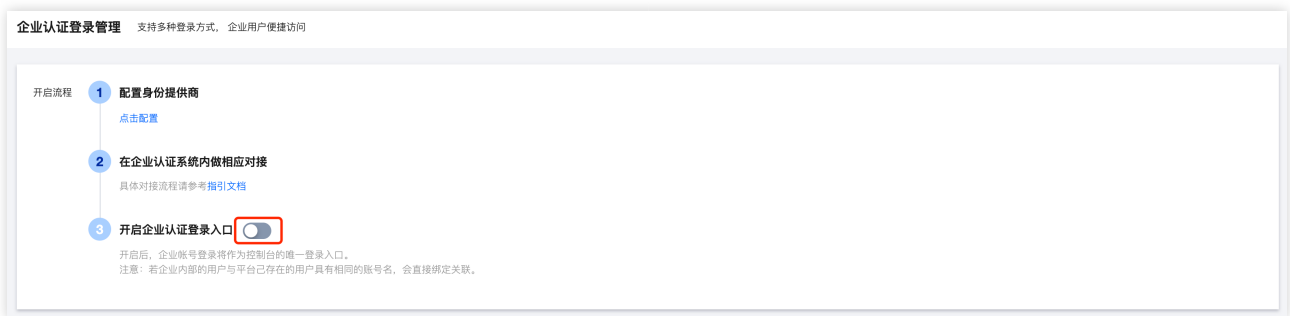 企业认证登录管理 支持多种登录方式, 企业用户便捷访问
开启流程 1 配置身份提供商
点击配置
2 在企业认证系统内做相应对接
具体对接流程请参考指引文档
3 开启企业认证登录入口
开启后, 企业帐号登录将作为控制台的唯一登录入口。
注意: 若企业内部的用户与平台已存在的用户具有相同的账号名, 会直接绑定关联。